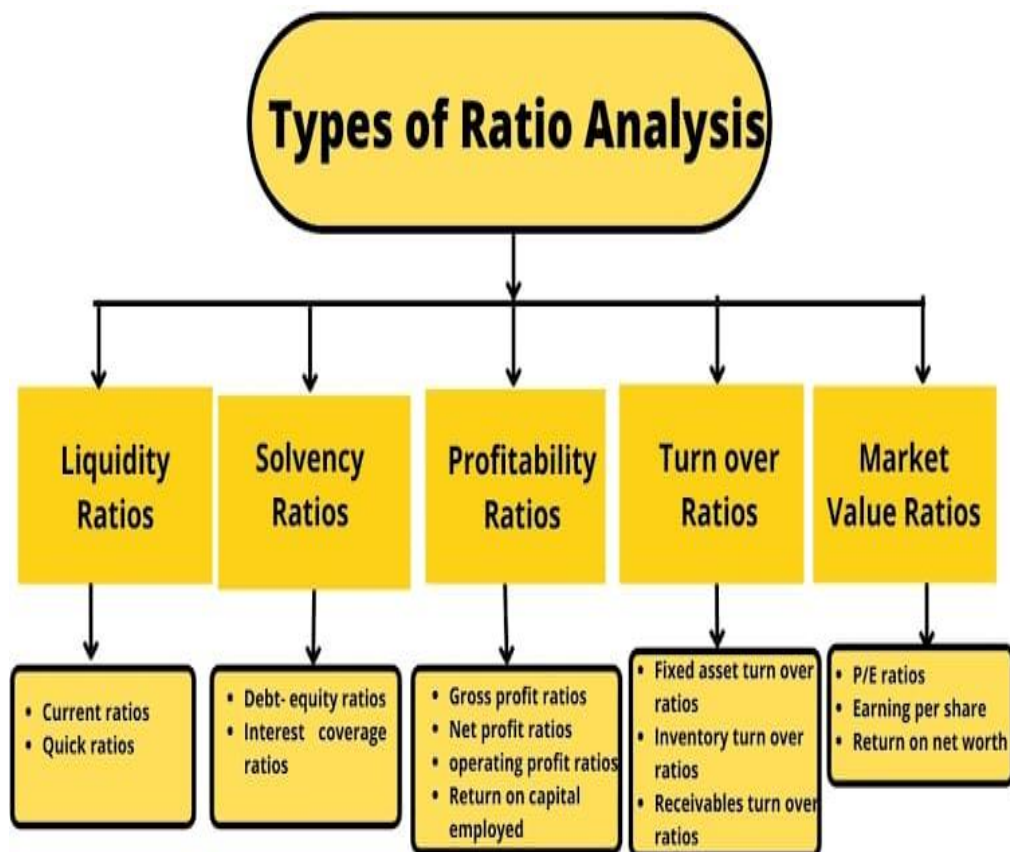 Types of Ratio Analysis
Liquidity
Ratios
Solvency
Ratios
Profitability
Ratios
Turn over
Ratios
Market
Value Ratios
• Current ratios
• Quick ratios
• Debt- equity ratios
• Interest coverage
ratios
• Gross profit ratios
• Net profit ratios
• operating profit ratios
• Return on capital
employed
• Fixed asset turn over
ratios
• Inventory turn over
ratios
• Receivables turn over
ratios
• P/E ratios
• Earning per share
• Return on net worth